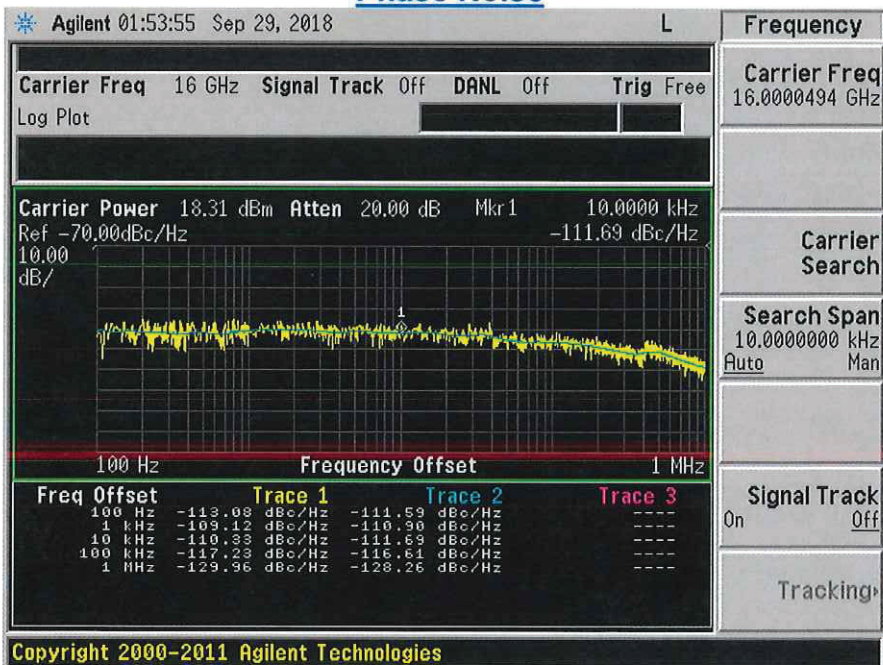 Agilent 01:53:55 Sep 29, 2018 L
Frequency
Carrier Freq 16 GHz Signal Track Off DANL Off Trig Free
Log Plot
Carrier Freq
16.0000494 GHz
Carrier Power 18.31 dBm Atten 20.00 dB Mkr1 10.0000 kHz
Ref -70.00dBc/Hz -111.69 dBc/Hz
10.00
dB/
1
Carrier
Search
Search Span
10.0000000 kHz
Auto Man
100 Hz Frequency Offset 1 MHz
Freq Offset Trace 1 Trace 2 Trace 3
100 Hz -113.08 dBc/Hz -111.59 dBc/Hz ----
1 kHz -109.12 dBc/Hz -110.90 dBc/Hz ----
10 kHz -110.33 dBc/Hz -111.69 dBc/Hz ----
100 kHz -117.23 dBc/Hz -116.61 dBc/Hz ----
1 MHz -129.96 dBc/Hz -128.26 dBc/Hz ----
Signal Track
On Off
Tracking
Copyright 2000-2011 Agilent Technologies